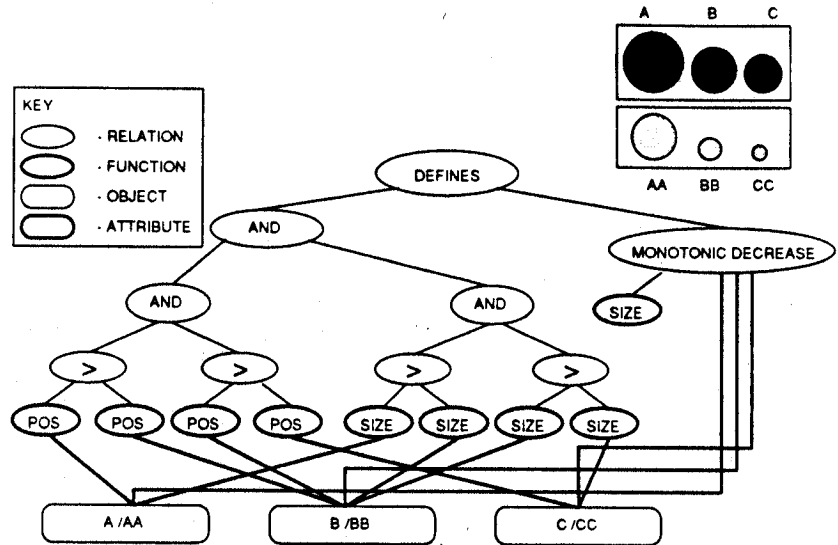 A B C
KEY
- RELATION
- FUNCTION
- OBJECT
- ATTRIBUTE
AA BB CC
DEFINES
AND
MONOTONIC DECREASE
AND AND
SIZE
> > > >
POS POS POS POS SIZE SIZE SIZE SIZE
A /AA B /BB C /CC